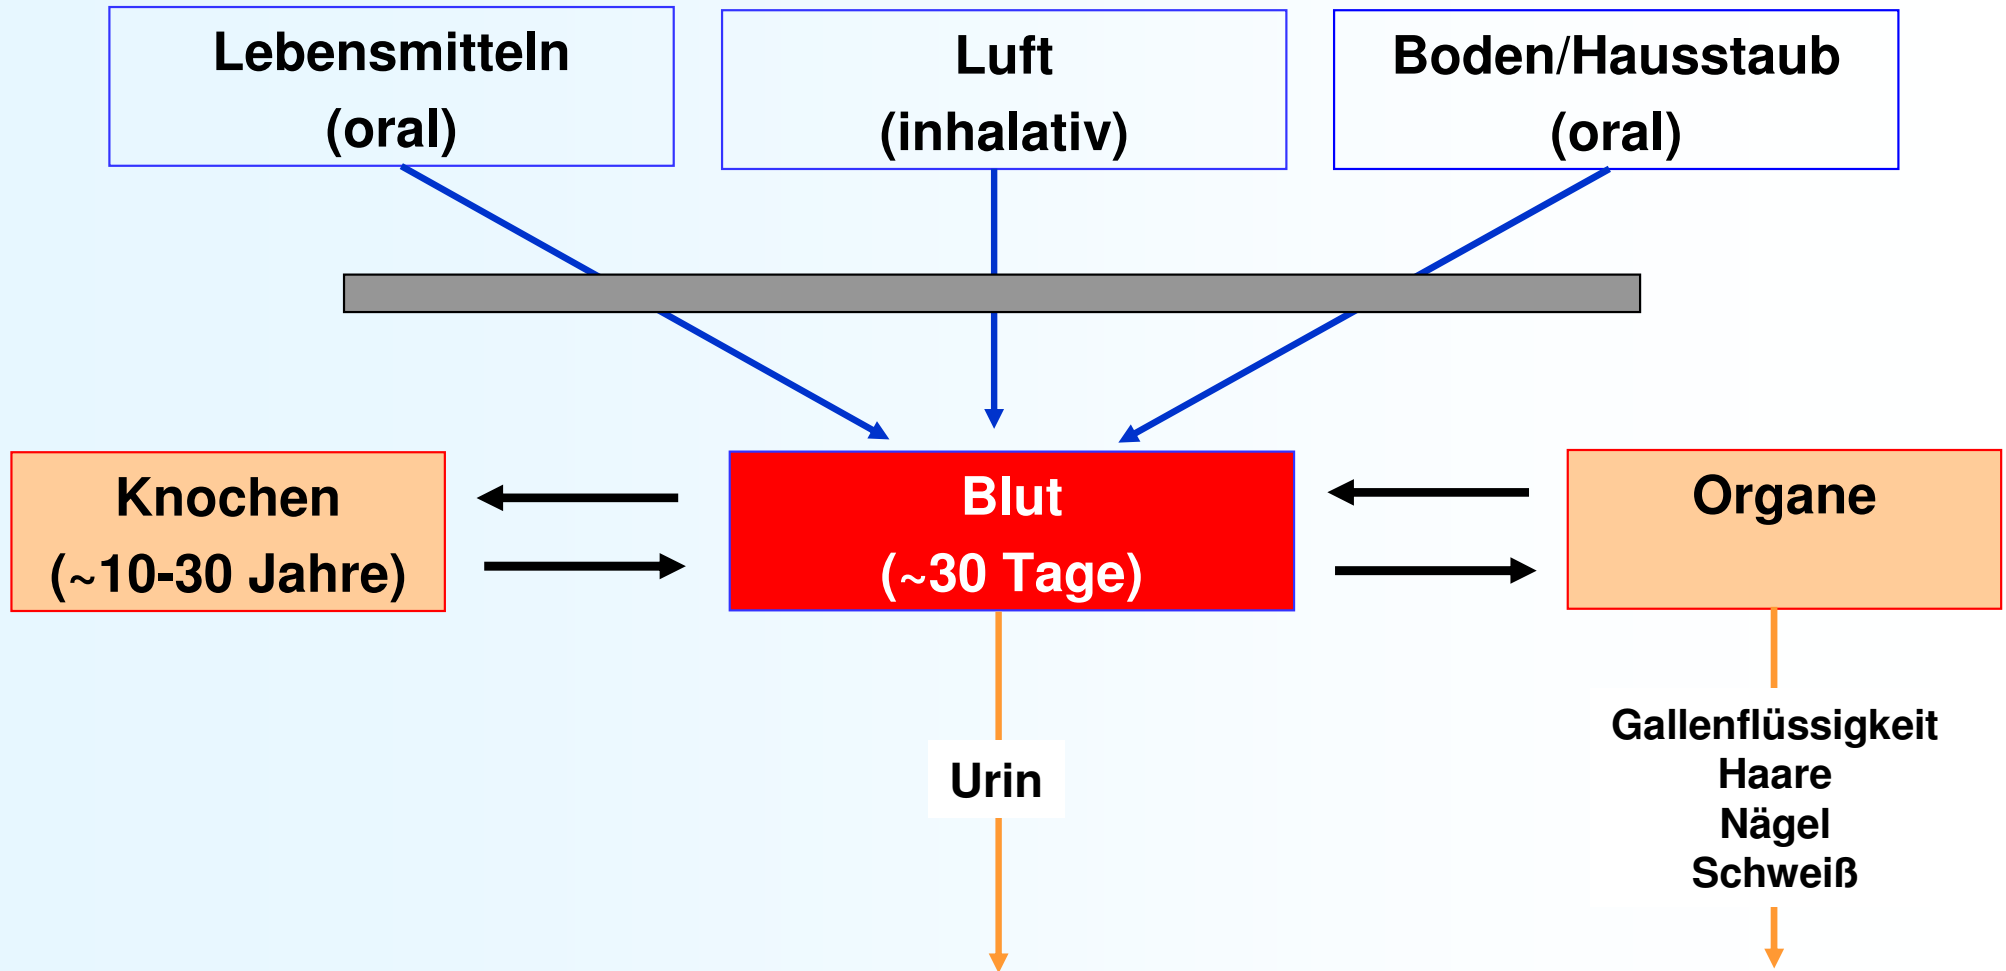 Lebensmitteln
(oral)
Luft
(inhalativ)
Boden/Hausstaub
(oral)
Knochen
(~10-30 Jahre)
Blut
(~30 Tage)
Organe
Urin
Gallenflüssigkeit
Haare
Nägel
Schweiß